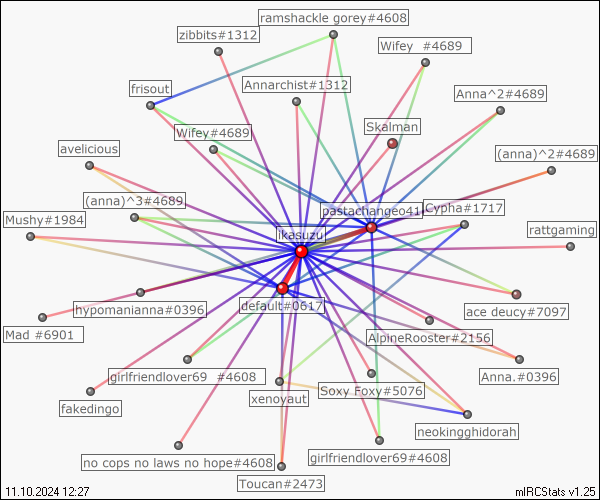 ramshackle gorey#4608
zibbits#1312
Wifey  #4689
frisout
Annarchist#1312
Anna^2#4689
Skalman
Wifey#4689
avelicious
(anna)^2#4689
(anna)^3#4689
pastachangeo41
Cypha#1717
Mushy#1984
ikasuzu
rattgaming
default#0617
hypomanianna#0396
ace deucy#7097
Mad #6901
AlpineRooster#2156
girlfriendlover69  #4608
Anna.#0396
Soxy Foxy#5076
xenoyaut
fakedingo
neokingghidorah
girlfriendlover69#4608
no cops no laws no hope#4608
Toucan#2473
11.10.2024 12:27
mIRCStats v1.25